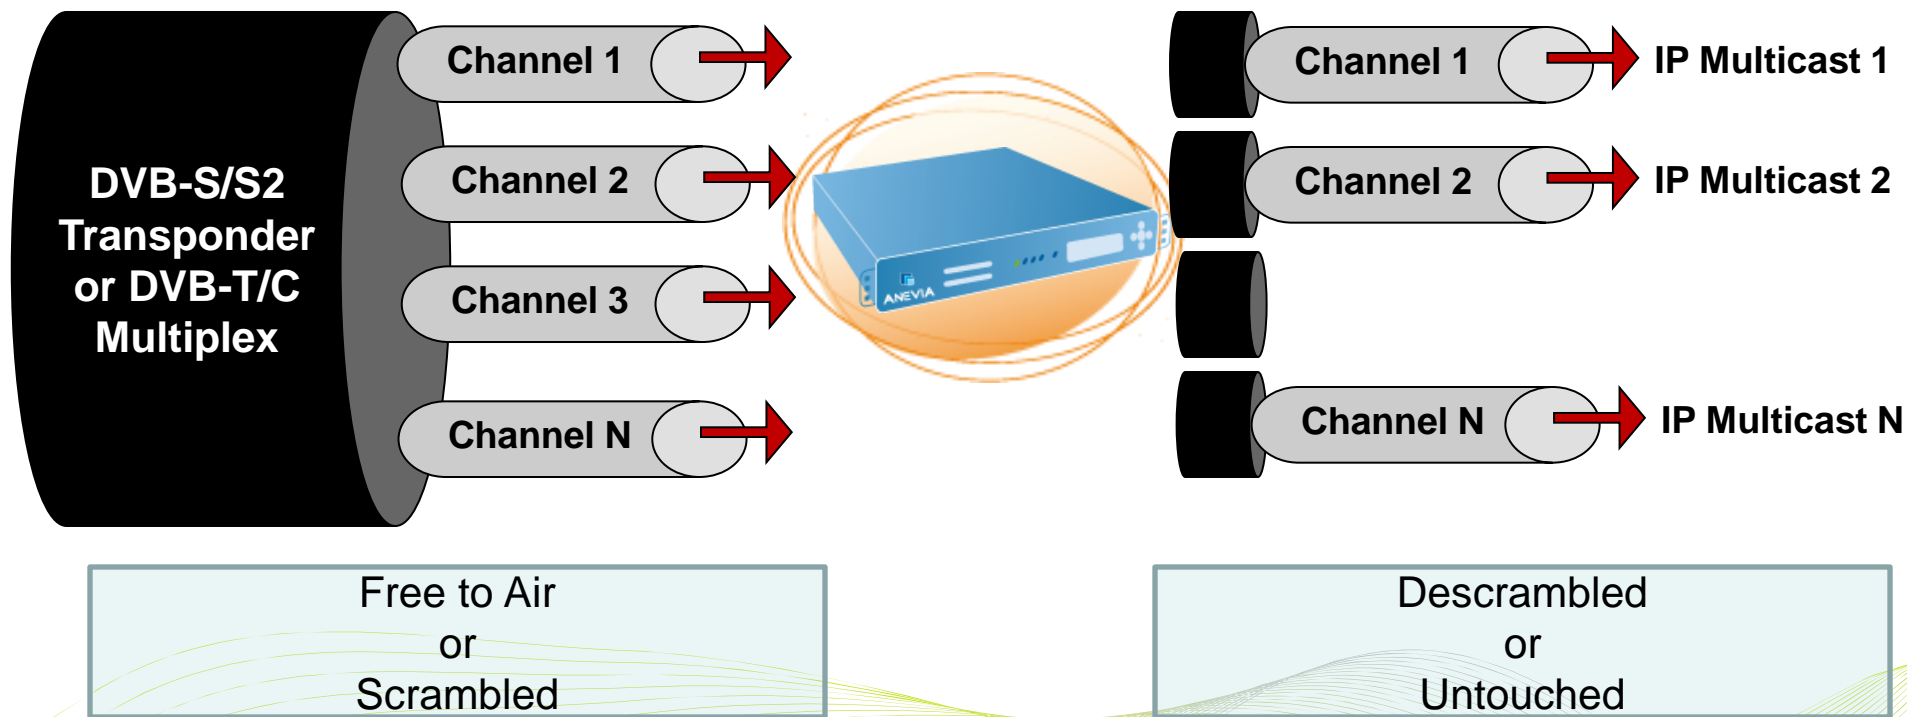 DVB-S/S2
Transponder
or DVB-T/C
Multiplex
Channel 1
Channel 2
Channel 3
Channel N
ANEVIA
Channel 1
IP Multicast 1
Channel 2
IP Multicast 2
Channel N
IP Multicast N
Free to Air
or
Scrambled
Descrambled
or
Untouched